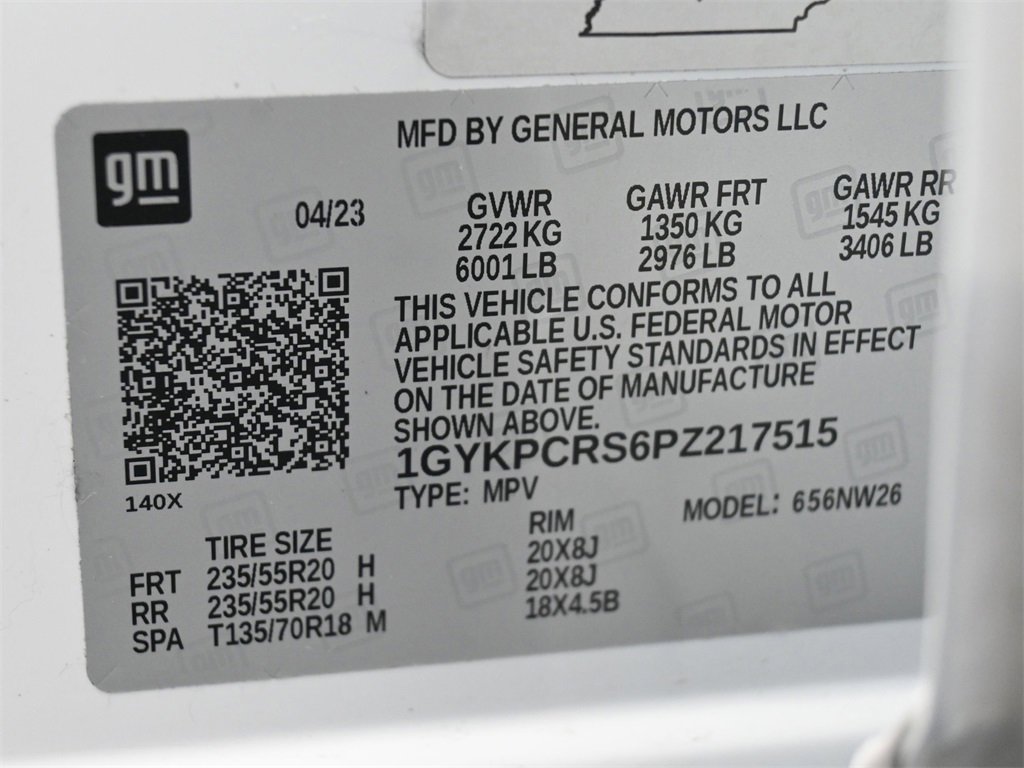 MFD BY GENERAL MOTORS LLC
gm
04/23
GVWR GAWR FRT GAWR RR
2722 KG 1350 KG 1545 KG
6001 LB 2976 LB 3406 LB
THIS VEHICLE CONFORMS TO ALL
APPLICABLE U.S. FEDERAL MOTOR
VEHICLE SAFETY STANDARDS IN EFFECT
ON THE DATE OF MANUFACTURE
SHOWN ABOVE.
1GYKPCRS6PZ217515
140X
TYPE: MPV MODEL: 656NW26
TIRE SIZE RIM
FRT 235/55R20 H 20X8J
RR 235/55R20 H 20X8J
SPA T135/70R18 M 18X4.5B